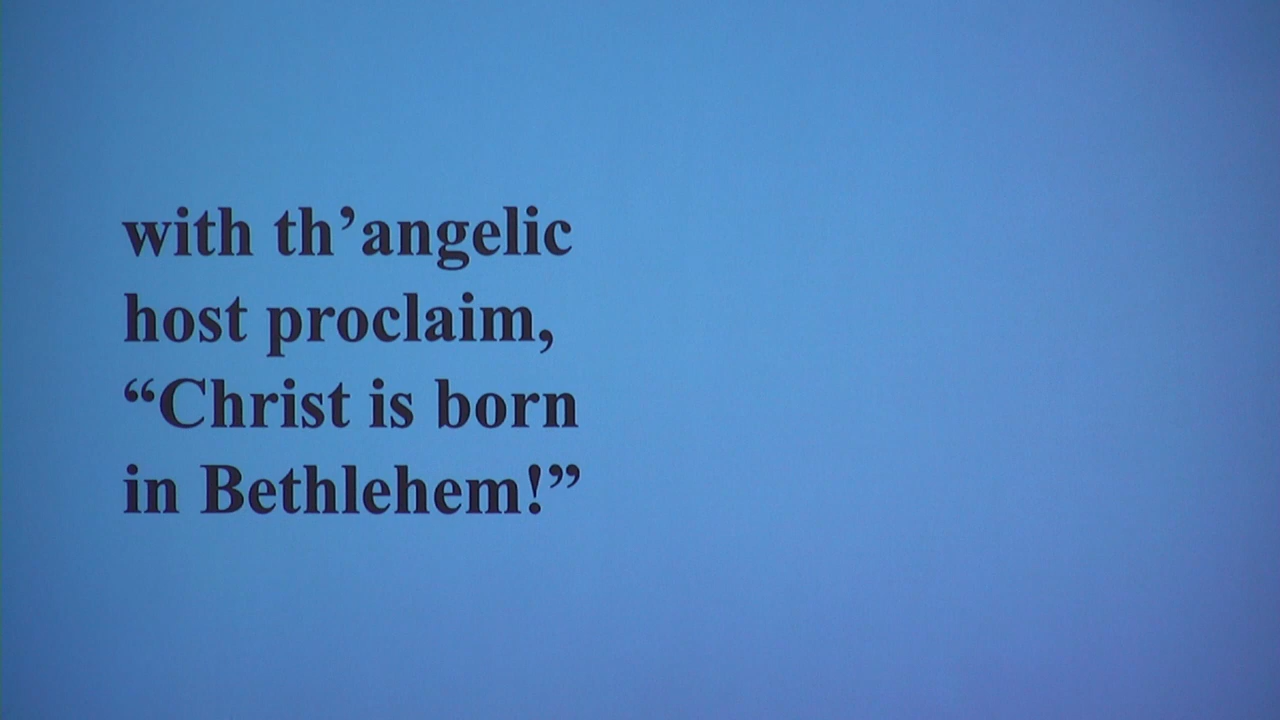 with th’angelic
host proclaim,
“Christ is born
in Bethlehem!”